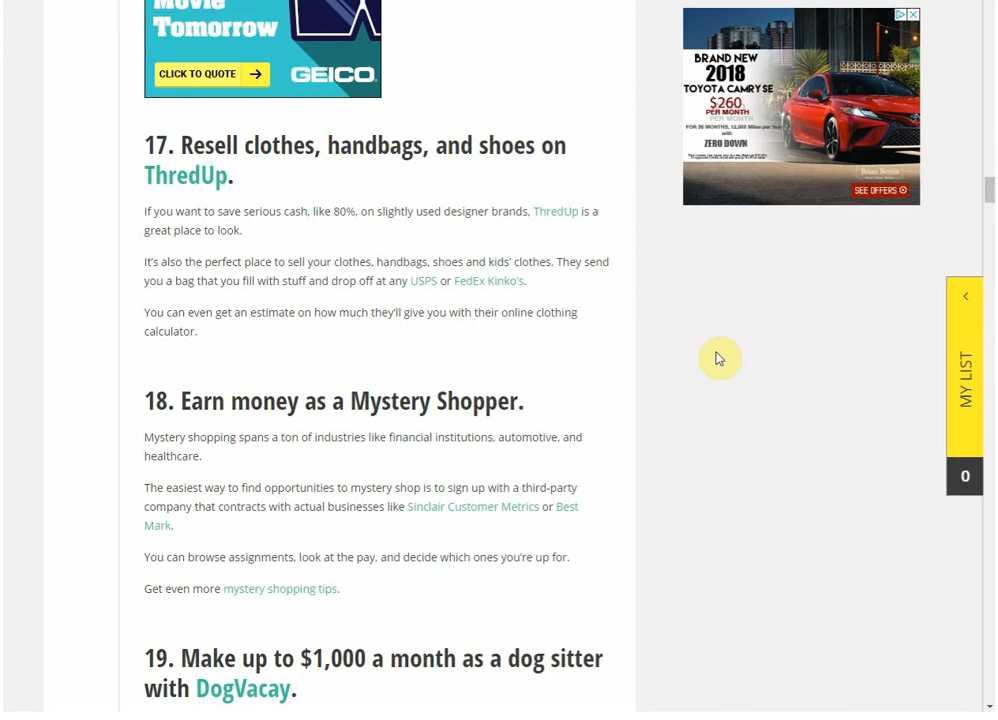 Movie
Tomorrow
CLICK TO QUOTE
GEICO
BRAND NEW
2018
TOYOTA CAMRY SE
$260
PER MONTH
PER MONTH
with
ZERO DOWN
SEE OFFERS
17. Resell clothes, handbags, and shoes on
ThredUp.
If you want to save serious cash, like 80%, on slightly used designer brands, ThredUp is a
great place to look.
It's also the perfect place to sell your clothes, handbags, shoes and kids' clothes. They send
you a bag that you fill with stuff and drop off at any USPS or FedEx Kinko's.
You can even get an estimate on how much they'll give you with their online clothing
calculator.
MY LIST
0
18. Earn money as a Mystery Shopper.
Mystery shopping spans a ton of industries like financial institutions, automotive, and
healthcare.
The easiest way to find opportunities to mystery shop is to sign up with a third-party
company that contracts with actual businesses like Sinclair Customer Metrics or Best
Mark.
You can browse assignments, look at the pay, and decide which ones you're up for.
Get even more mystery shopping tips.
19. Make up to $1,000 a month as a dog sitter
with DogVacay.